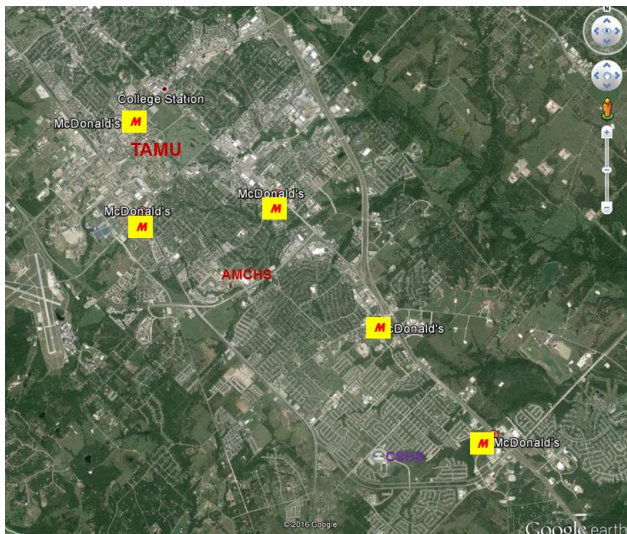 N
College Station
McDonald's
M
TAMU
McDonald's
M
McDonald's
M
AMCHS
M
cDonald's
M
McDonald's
CSHS
© 2016 Google
Google earth